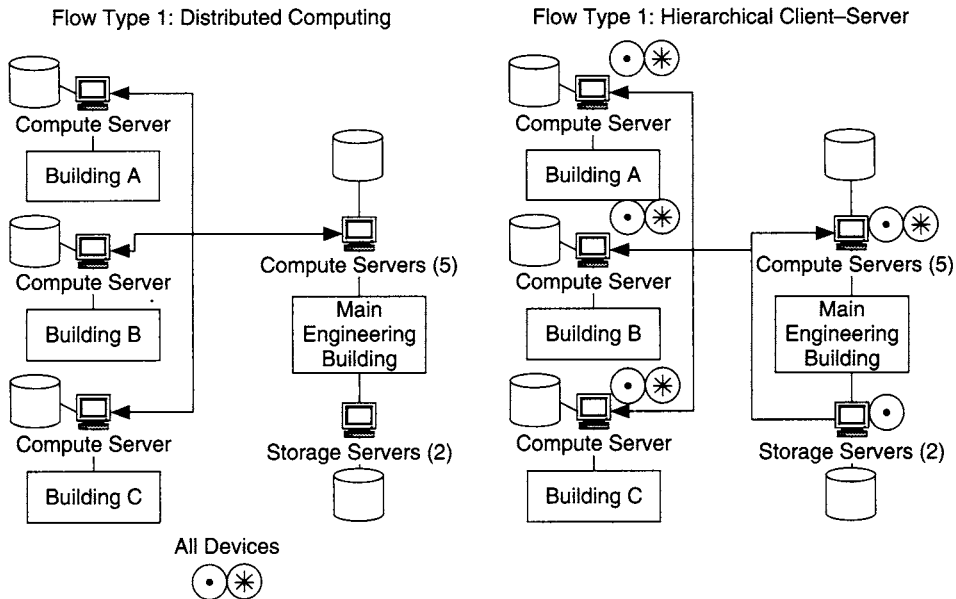 Flow Type 1: Distributed Computing
Compute Server
Building A
Compute Server
Building B
Compute Server
Building C
Compute Servers (5)
Main
Engineering
Building
Storage Servers (2)
All Devices
Flow Type 1: Hierarchical Client–Server
Compute Server
Building A
Compute Server
Building B
Compute Server
Building C
Compute Servers (5)
Main
Engineering
Building
Storage Servers (2)